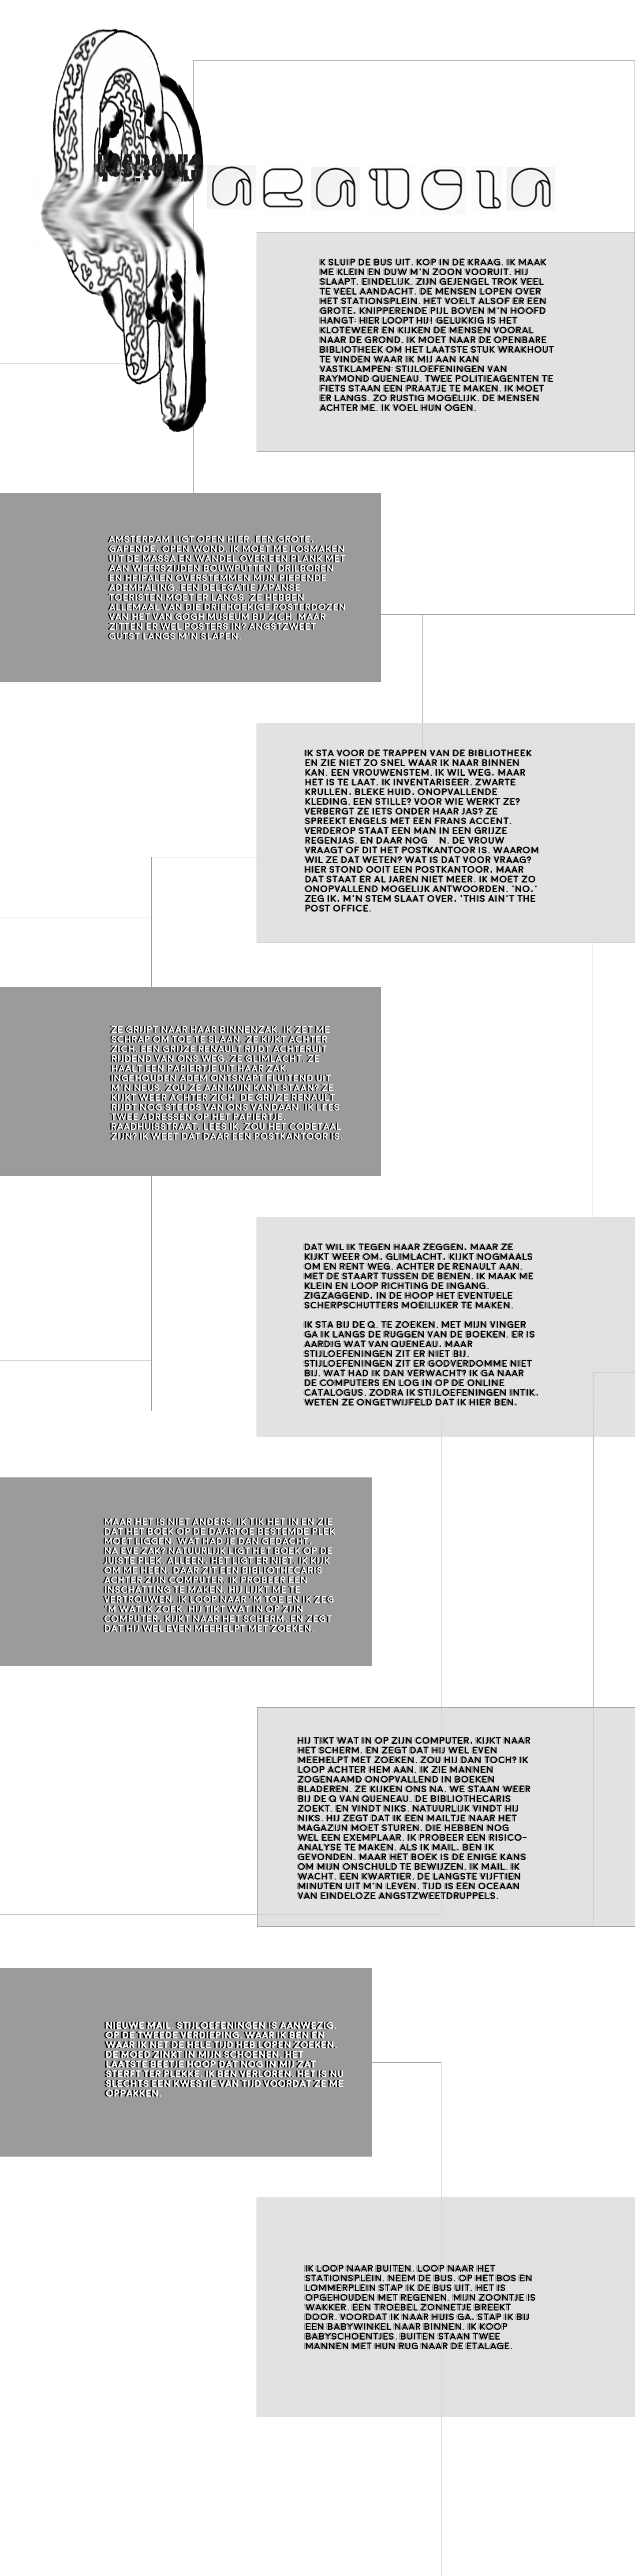 PARANOIA
K SLUIP DE BUS UIT. KOP IN DE KRAAG. IK MAAK
ME KLEIN EN DUW M'N ZOON VOORUIT. HIJ
SLAAPT. EINDELIJK. ZIJN GEJENGEL TROK VEEL
TE VEEL AANDACHT. DE MENSEN LOPEN OVER
HET STATIONSPLEIN. HET VOELT ALSOF ER EEN
GROTE, KNIPPERENDE PIJL BOVEN M'N HOOFD
HANGT: HIER LOOPT HIJ! GELUKKIG IS HET
KLOTEWEER EN KIJKEN DE MENSEN VOORAL
NAAR DE GROND. IK MOET NAAR DE OPENBARE
BIBLIOTHEEK OM HET LAATSTE STUK WRAKHOUT
TE VINDEN WAAR IK MIJ AAN KAN
VASTKLAMPEN: STIJLOEFENINGEN VAN
RAYMOND QUENEAU. TWEE POLITIEAGENTEN TE
FIETS STAAN EEN PRAATJE TE MAKEN. IK MOET
ER LANGS. ZO RUSTIG MOGELIJK. DE MENSEN
ACHTER ME. IK VOEL HUN OGEN.
AMSTERDAM LIGT OPEN HIER. EEN GROTE,
GAPENDE, OPEN WOND. IK MOET ME LOSMAKEN
UIT DE MASSA EN WANDEL OVER EEN PLANK MET
AAN WEERSZIJDEN BOUWPUTTEN. DRILBOREN
EN HEIPALEN OVERSTEMMEN MIJN PIEPENDE
ADEMHALING. EEN DELEGATIE JAPANSE
TOERISTEN MOET ER LANGS. ZE HEBBEN
ALLEMAAL VAN DIE DRIEHOEKIGE POSTERDOZEN
VAN HET VAN GOGH MUSEUM BIJ ZICH. MAAR
ZITTEN ER WEL POSTERS IN? ANGSTZWEET
GUTST LANGS M'N SLAPEN.
IK STA VOOR DE TRAPPEN VAN DE BIBLIOTHEEK
EN ZIE NIET ZO SNEL WAAR IK NAAR BINNEN
KAN. EEN VROUWENSTEM. IK WIL WEG, MAAR
HET IS TE LAAT. IK INVENTARISEER. ZWARTE
KRULLEN, BLEKE HUID, ONOPVALLENDE
KLEDING. EEN STILLE? VOOR WIE WERKT ZE?
VERBERGT ZE IETS ONDER HAAR JAS? ZE
SPREEKT ENGELS MET EEN FRANS ACCENT.
VERDEROP STAAT EEN MAN IN EEN GRIJZE
REGENJAS. EN DAAR NOG N. DE VROUW
VRAAGT OF DIT HET POSTKANTOOR IS. WAAROM
WIL ZE DAT WETEN? WAT IS DAT VOOR VRAAG?
HIER STOND OOIT EEN POSTKANTOOR, MAAR
DAT STAAT ER AL JAREN NIET MEER. IK MOET ZO
ONOPVALLEND MOGELIJK ANTWOORDEN. 'NO,'
ZEG IK, M'N STEM SLAAT OVER, 'THIS AIN'T THE
POST OFFICE.
ZE GRIJPT NAAR HAAR BINNENZAK. IK ZET ME
SCHRAP OM TOE TE SLAAN. ZE KIJKT ACHTER
ZICH. EEN GRIJZE RENAULT RIJDT ACHTERUIT
RIJDEND VAN ONS WEG. ZE GLIMLACHT. ZE
HAALT EEN PAPIERTJE UIT HAAR ZAK.
INGEHOUDEN ADEM ONTSNAPT FLUITEND UIT
M'N NEUS. ZOU ZE AAN MIJN KANT STAAN? ZE
KIJKT WEER ACHTER ZICH. DE GRIJZE RENAULT
RIJDT NOG STEEDS VAN ONS VANDAAN. IK LEES
TWEE ADRESSEN OP HET PAPIERTJE.
RAADHUISSTRAAT, LEES IK. ZOU HET CODETAAL
ZIJN? IK WEET DAT DAAR EEN POSTKANTOOR IS.
DAT WIL IK TEGEN HAAR ZEGGEN, MAAR ZE
KIJKT WEER OM, GLIMLACHT, KIJKT NOGMAALS
OM EN RENT WEG. ACHTER DE RENAULT AAN.
MET DE STAART TUSSEN DE BENEN. IK MAAK ME
KLEIN EN LOOP RICHTING DE INGANG.
ZIGZAGGEND, IN DE HOOP HET EVENTUELE
SCHERPSCHUTTERS MOEILIJKER TE MAKEN.
IK STA BIJ DE Q. TE ZOEKEN. MET MIJN VINGER
GA IK LANGS DE RUGGEN VAN DE BOEKEN. ER IS
AARDIG WAT VAN QUENEAU, MAAR
STIJLOEFENINGEN ZIT ER NIET BIJ.
STIJLOEFENINGEN ZIT ER GODVERDOMME NIET
BIJ. WAT HAD IK DAN VERWACHT? IK GA NAAR
DE COMPUTERS EN LOG IN OP DE ONLINE
CATALOGUS. ZODRA IK STIJLOEFENINGEN INTIK,
WETEN ZE ONGETWIJFELD DAT IK HIER BEN,
MAAR HET IS NIET ANDERS. IK TIK HET IN EN ZIE
DAT HET BOEK OP DE DAARTOE BESTEMDE PLEK
MOET LIGGEN. WAT HAD JE DAN GEDACHT,
NAÏEVE ZAK? NATUURLIJK LIGT HET BOEK OP DE
JUISTE PLEK. ALLEEN, HET LIGT ER NIET. IK KIJK
OM ME HEEN. DAAR ZIT EEN BIBLIOTHECARIS
ACHTER ZIJN COMPUTER. IK PROBEER EEN
INSCHATTING TE MAKEN. HIJ LIJKT ME TE
VERTROUWEN. IK LOOP NAAR 'M TOE EN IK ZEG
'M WAT IK ZOEK. HIJ TIKT WAT IN OP ZIJN
COMPUTER, KIJKT NAAR HET SCHERM. EN ZEGT
DAT HIJ WEL EVEN MEEHELPT MET ZOEKEN.
HIJ TIKT WAT IN OP ZIJN COMPUTER, KIJKT NAAR
HET SCHERM. EN ZEGT DAT HIJ WEL EVEN
MEEHELPT MET ZOEKEN. ZOU HIJ DAN TOCH? IK
LOOP ACHTER HEM AAN. IK ZIE MANNEN
ZOGENAAMD ONOPVALLEND IN BOEKEN
BLADEREN. ZE KIJKEN ONS NA. WE STAAN WEER
BIJ DE Q VAN QUENEAU. DE BIBLIOTHECARIS
ZOEKT. EN VINDT NIKS. NATUURLIJK VINDT HIJ
NIKS. HIJ ZEGT DAT IK EEN MAILTJE NAAR HET
MAGAZIJN MOET STUREN. DIE HEBBEN NOG
WEL EEN EXEMPLAAR. IK PROBEER EEN RISICO-
ANALYSE TE MAKEN. ALS IK MAIL, BEN IK
GEVONDEN. MAAR HET BOEK IS DE ENIGE KANS
OM MIJN ONSCHULD TE BEWIJZEN. IK MAIL. IK
WACHT. EEN KWARTIER. DE LANGSTE VIJFTIEN
MINUTEN UIT M'N LEVEN. TIJD IS EEN OCEAAN
VAN EINDELOZE ANGSTZWEETDRUPPELS.
NIEUWE MAIL. STIJLOEFENINGEN IS AANWEZIG.
OP DE TWEEDE VERDIEPING. WAAR IK BEN EN
WAAR IK NET DE HELE TIJD HEB LOPEN ZOEKEN.
DE MOED ZINKT IN MIJN SCHOENEN. HET
LAATSTE BEETJE HOOP DAT NOG IN MIJ ZAT
STERFT TER PLEKKE. IK BEN VERLOREN. HET IS NU
SLECHTS EEN KWESTIE VAN TIJD VOORDAT ZE ME
OPPAKKEN.
IK LOOP NAAR BUITEN. LOOP NAAR HET
STATIONSPLEIN. NEEM DE BUS. OP HET BOS EN
LOMMERPLEIN STAP IK DE BUS UIT. HET IS
OPGEHOUDEN MET REGENEN. MIJN ZOONTJE IS
WAKKER. EEN TROEBEL ZONNETJE BREEKT
DOOR. VOORDAT IK NAAR HUIS GA, STAP IK BIJ
EEN BABYWINKEL NAAR BINNEN. IK KOOP
BABYSCHOENTJES. BUITEN STAAN TWEE
MANNEN MET HUN RUG NAAR DE ETALAGE.